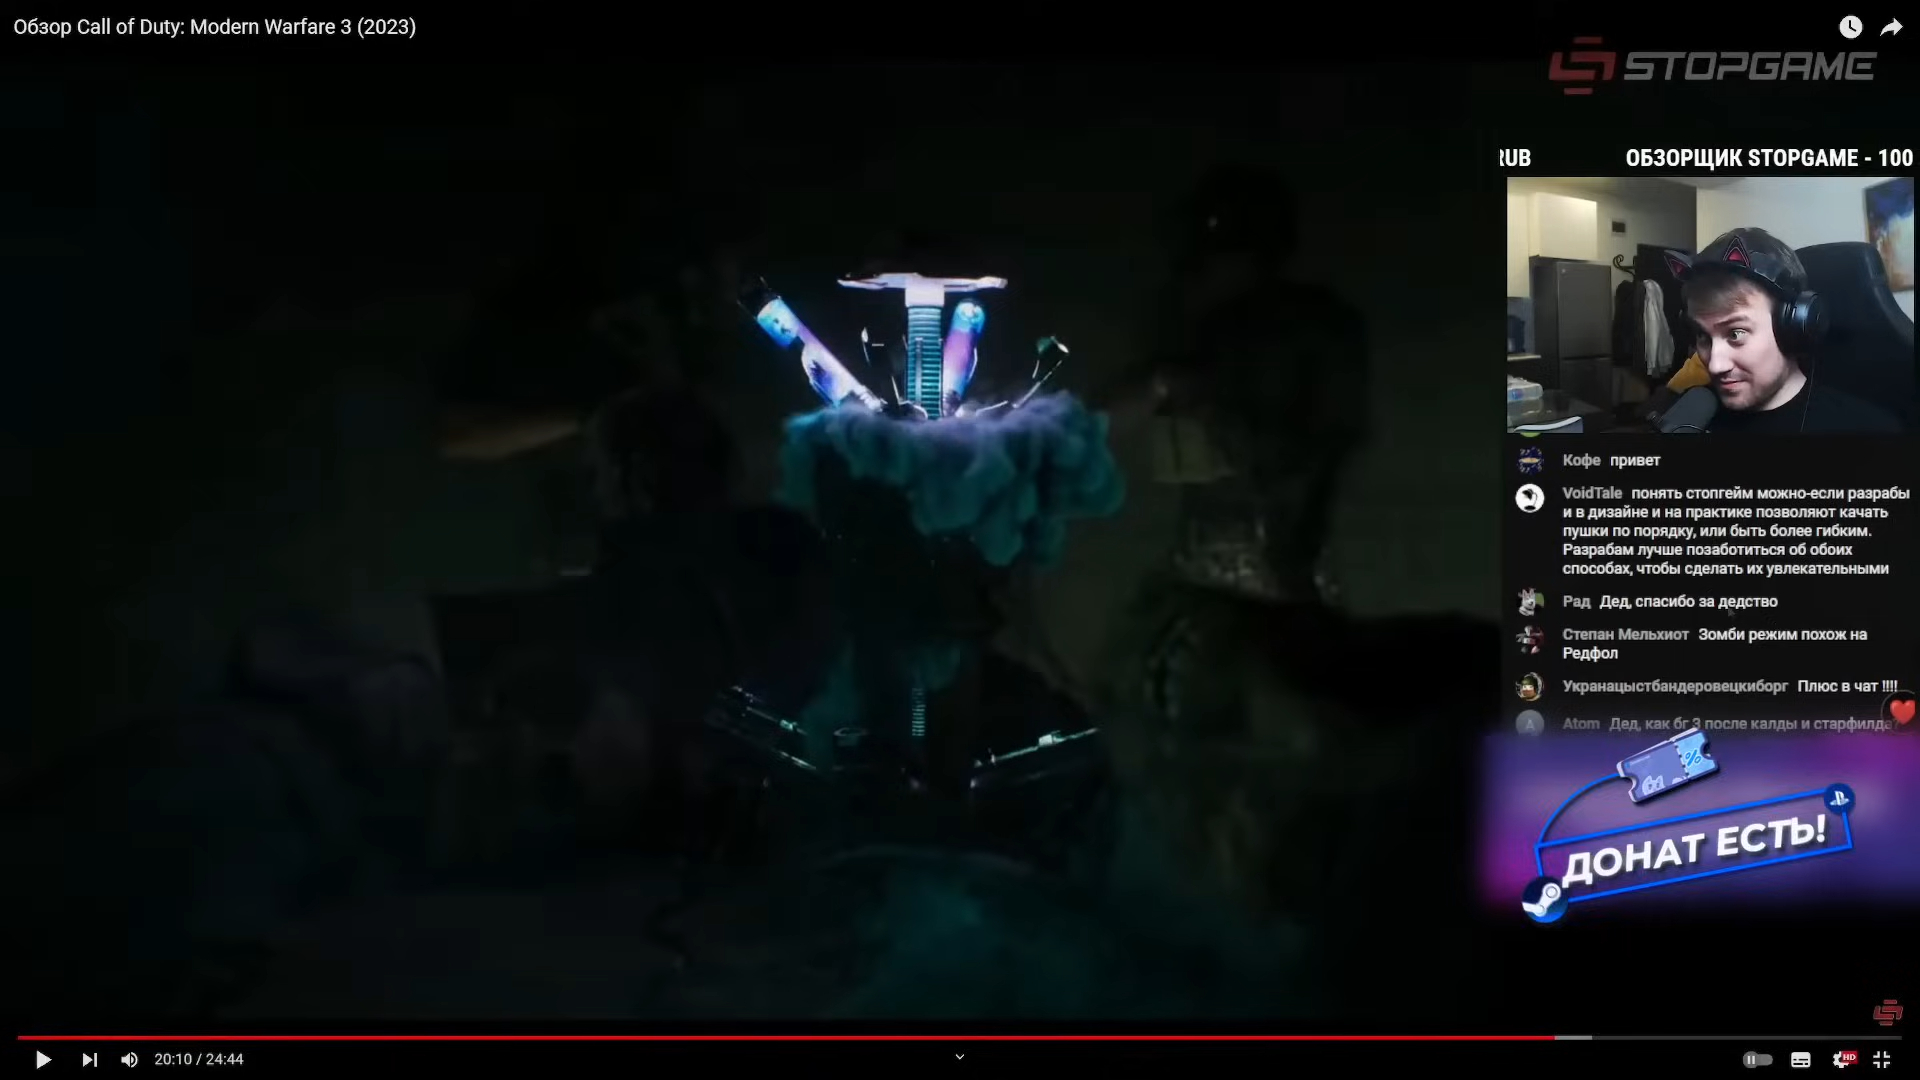 Обзор Call of Duty: Modern Warfare 3 (2023)
STOPGAME
RUB ОБЗОРЩИК STOPGAME - 100
Кофе привет
VoidTale понять стопгейм можно-если разрабы
и в дизайне и на практике позволяют качать
пушки по порядку, или быть более гибким.
Разрабам лучше позаботиться об обоих
способах, чтобы сделать их увлекательными
Рад Дед, спасибо за дедство
Степан Мельхиот Зомби режим похож на
Редфол
Укранацыстбандеровецкиборг Плюс в чат !!!!
A Atom Дед, как бг 3 после калды и старфилда?
%
ДОНАТ ЕСТЬ!
20:10 / 24:44
HD